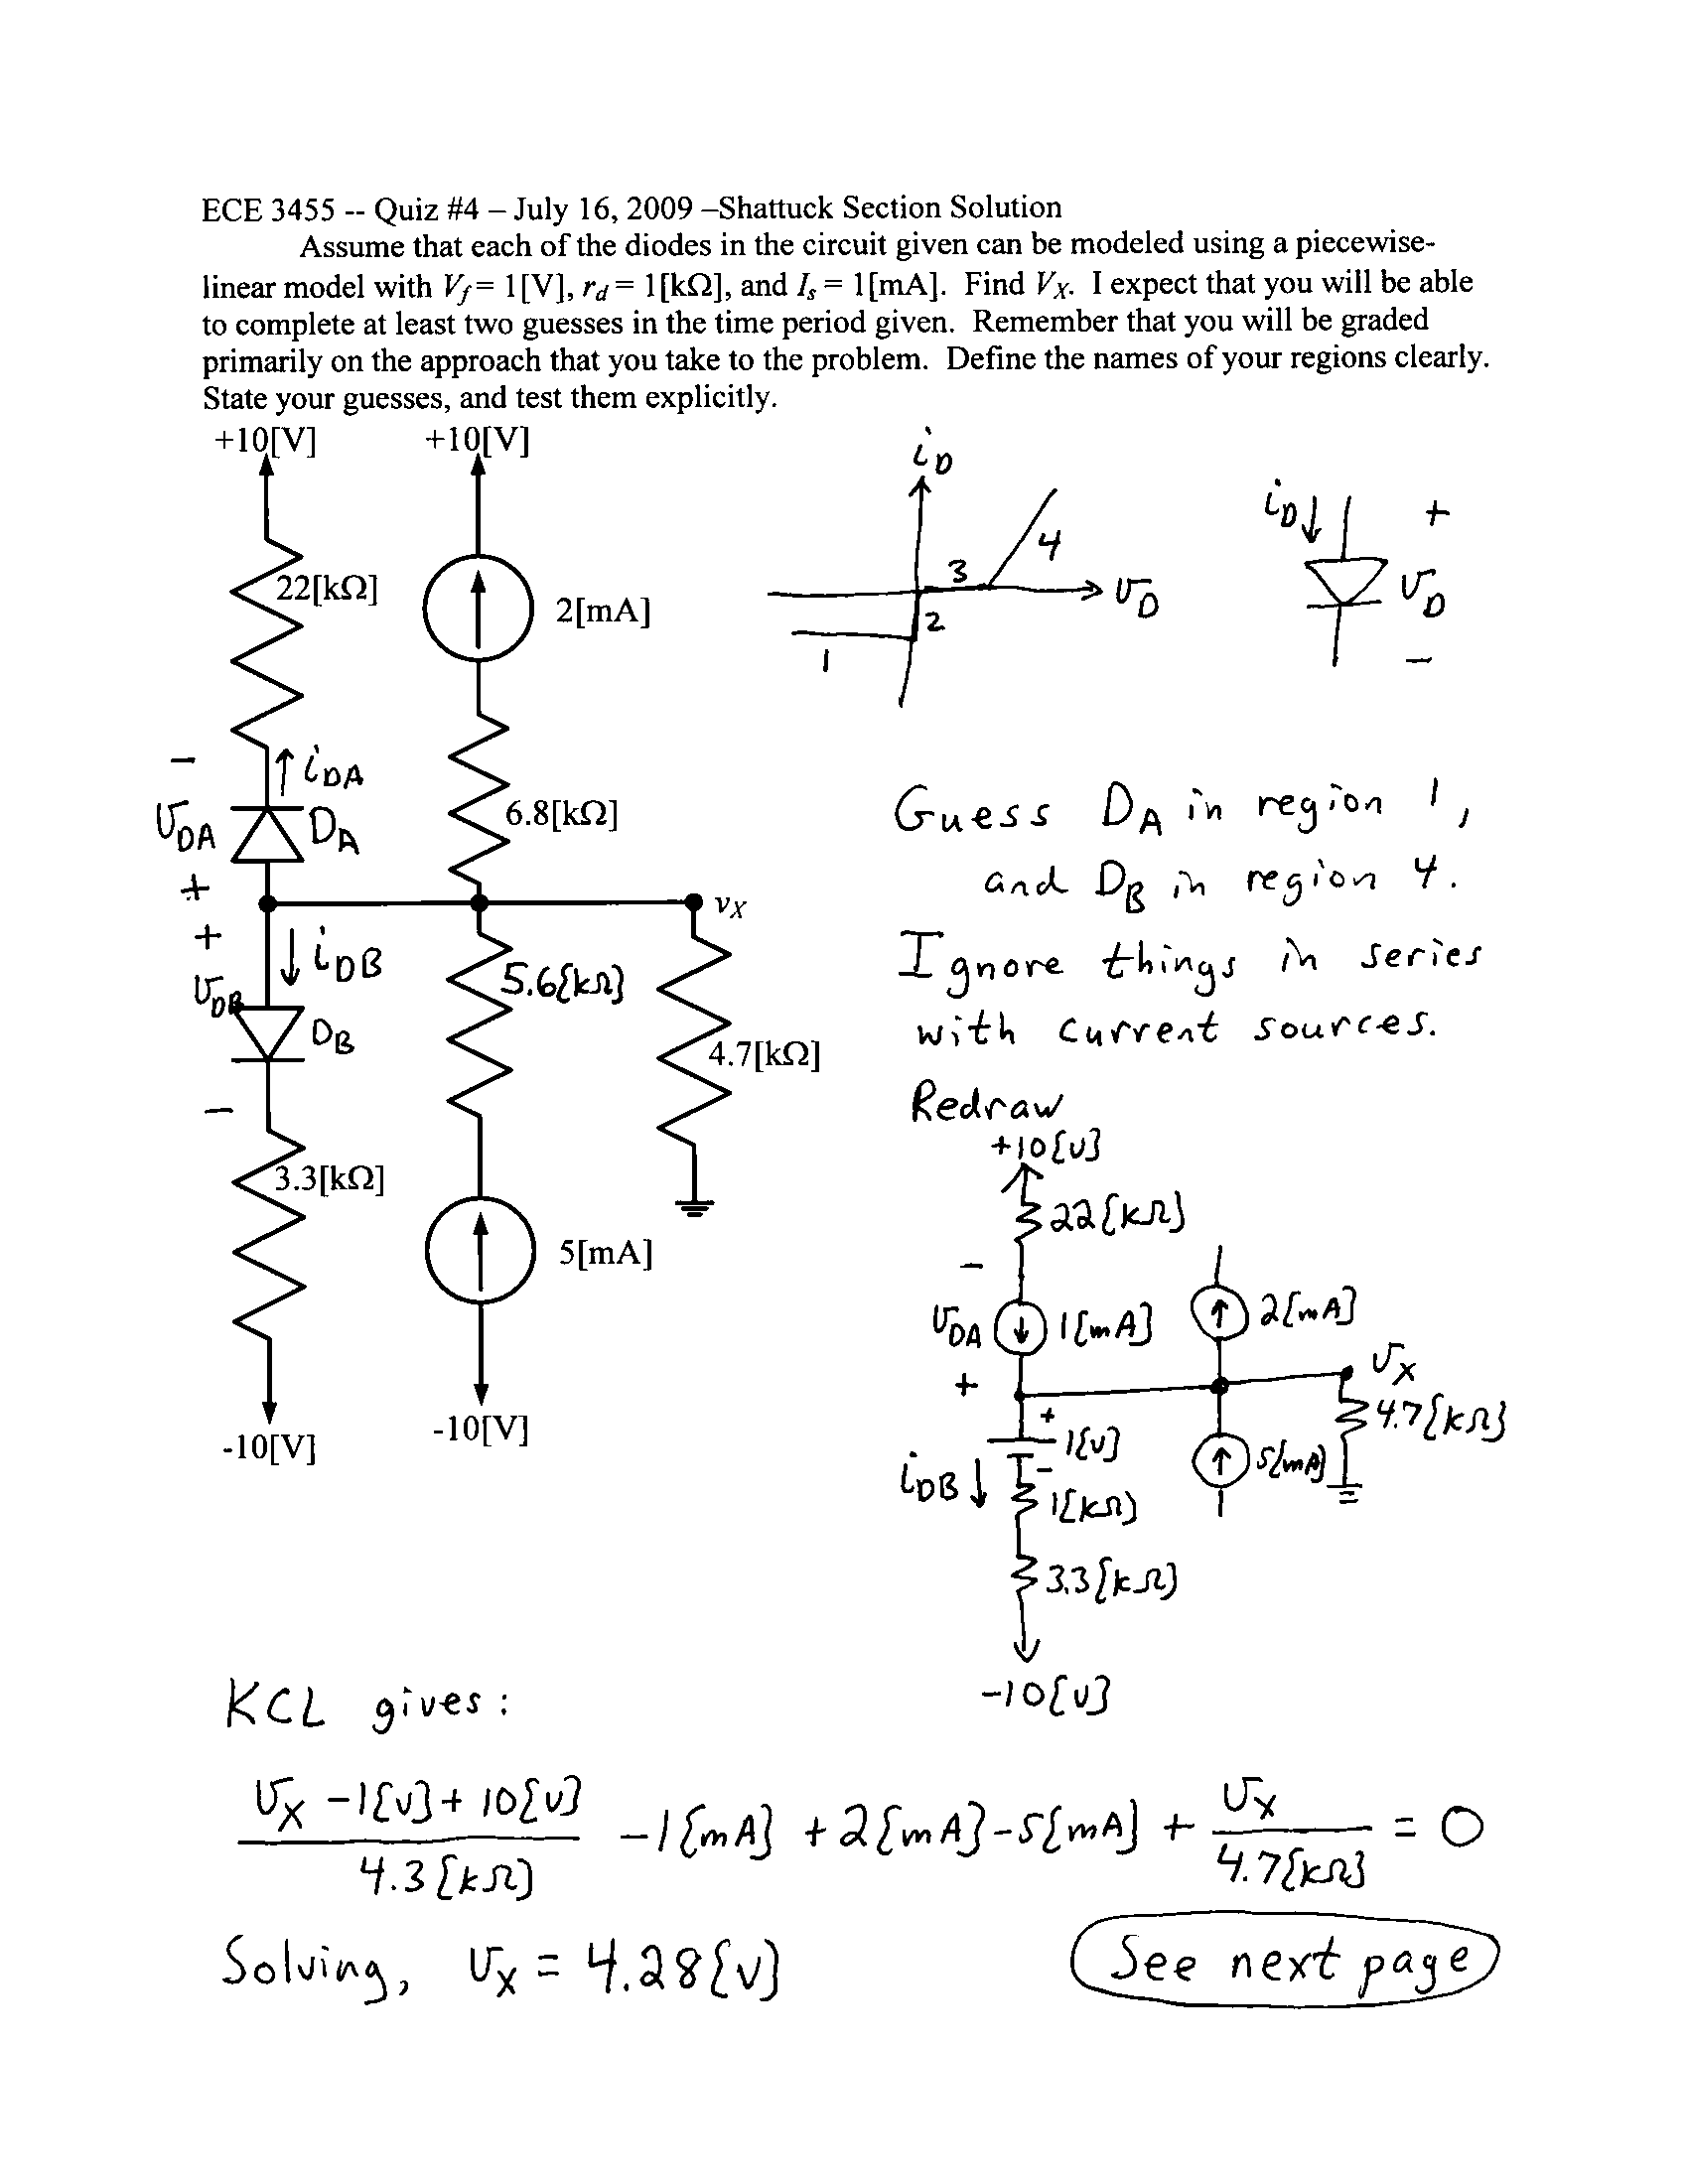 ECE 3455 -- Quiz #4 – July 16, 2009 –Shattuck Section Solution
Assume that each of the diodes in the circuit given can be modeled using a piecewise-
linear model with Vf= 1[V], rd= 1[kΩ], and Is= 1[mA]. Find VX. I expect that you will be able
to complete at least two guesses in the time period given. Remember that you will be graded
primarily on the approach that you take to the problem. Define the names of your regions clearly.
State your guesses, and test them explicitly.
+10[V]
+10[V]
22[kΩ]
2[mA]
iD
4
3
vD
2
1
iD
+
vD
-
-
iDA
vDA
DA
+
6.8[kΩ]
vX
+
iDB
vDB
DB
-
5.6[kΩ]
4.7[kΩ]
3.3[kΩ]
5[mA]
-10[V]
-10[V]
Guess DA in region 1,
and DB in region 4.
Ignore things in series
with current sources.
Redraw
+10[v]
22[kΩ]
-
vDA
1[mA]
2[mA]
+
vX
+
1[v]
-
4.7[kΩ]
iDB
5[mA]
1[kΩ]
3.3[kΩ]
-10[v]
KCL gives:
vX -1[v]+ 10[v]
4.3[kΩ]
-1[mA] +2[mA]-5[mA] +
vX
4.7[kΩ]
= 0
Solving, vX = 4.28[v]
See next page